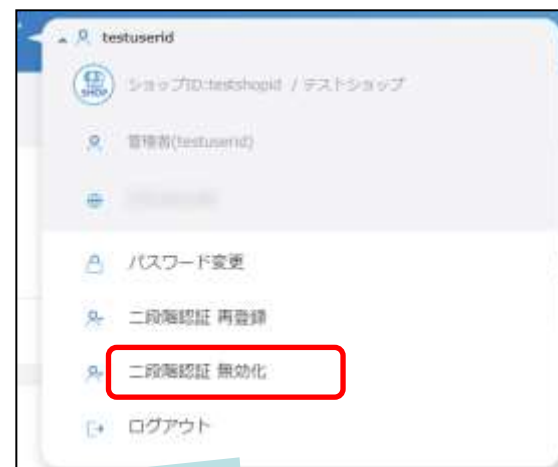 testuserid
SHOP
ショップID:testshopid / テストショップ
管理者(testuserid)
パスワード変更
二段階認証 再登録
二段階認証 無効化
ログアウト